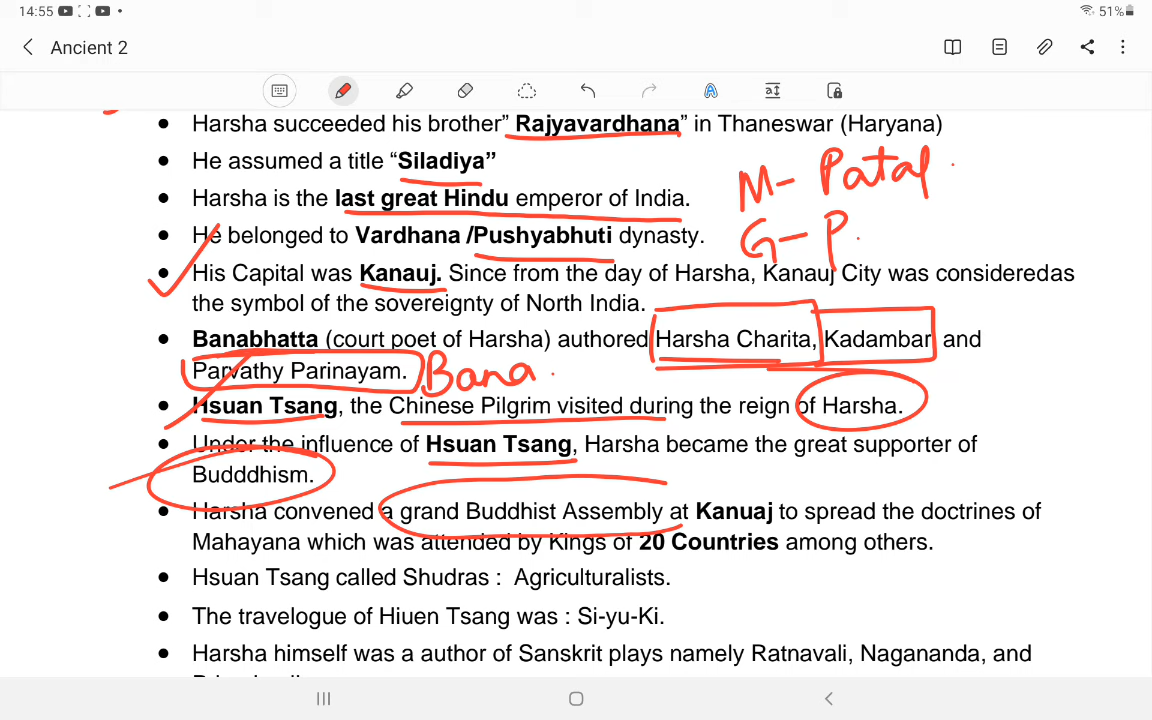 14:55
51%
Ancient 2
Harsha succeeded his brother” Rajyavardhana” in Thaneswar (Haryana)
He assumed a title “Siladiya”
M- Patal
Harsha is the last great Hindu emperor of India.
He belonged to Vardhana /Pushyabhuti dynasty.
G- P
His Capital was Kanauj. Since from the day of Harsha, Kanauj City was consideredas
the symbol of the sovereignty of North India.
Banabhatta (court poet of Harsha) authored Harsha Charita, Kadambari and
Parvathy Parinayam. Bana
Hsuan Tsang, the Chinese Pilgrim visited during the reign of Harsha.
Under the influence of Hsuan Tsang, Harsha became the great supporter of
Budddhism.
Harsha convened a grand Buddhist Assembly at Kanuaj to spread the doctrines of
Mahayana which was attended by Kings of 20 Countries among others.
Hsuan Tsang called Shudras : Agriculturalists.
The travelogue of Hiuen Tsang was : Si-yu-Ki.
Harsha himself was a author of Sanskrit plays namely Ratnavali, Nagananda, and